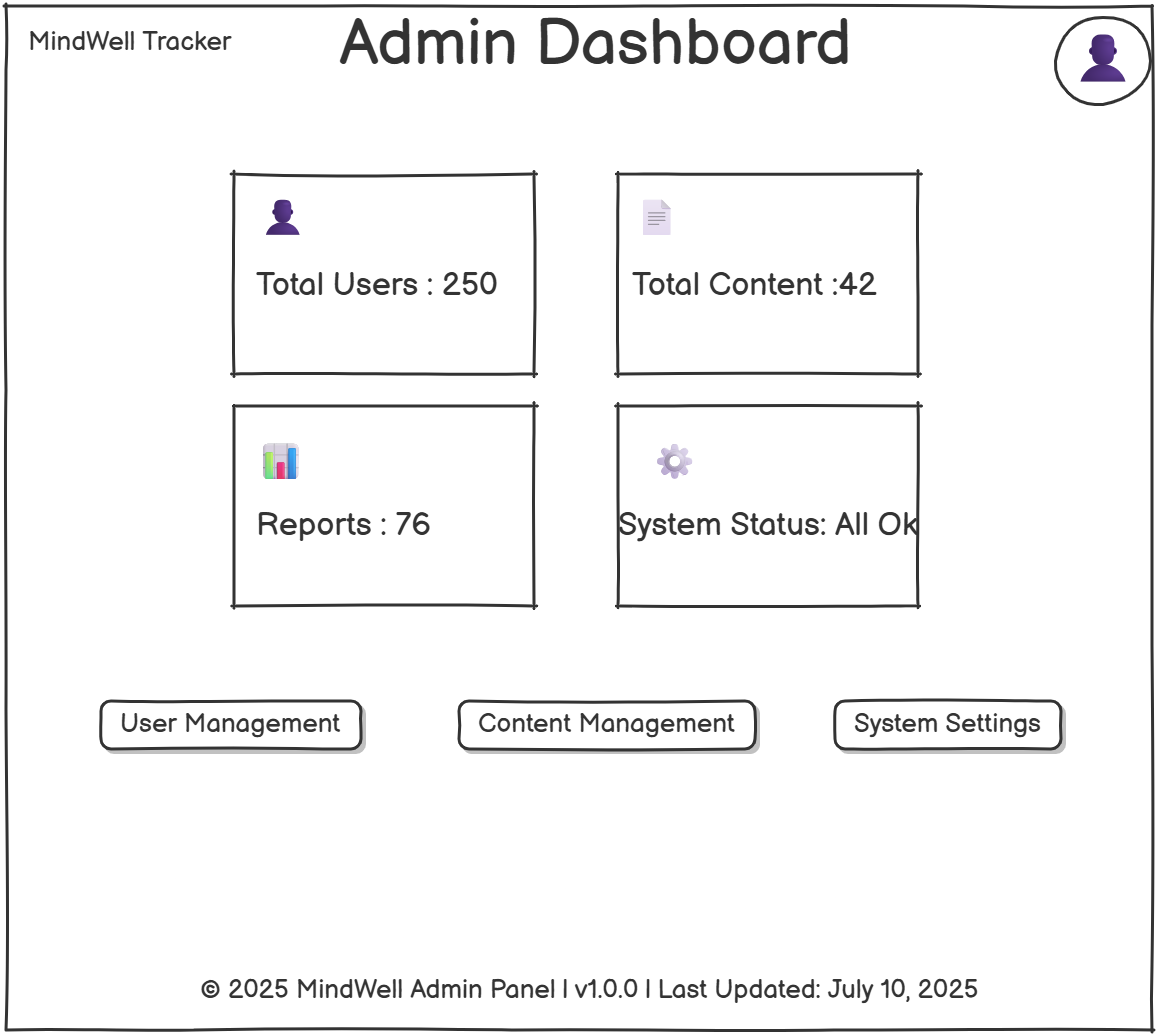 MindWell Tracker
Admin Dashboard
Total Users : 250
Total Content :42
Reports : 76
System Status: All Ok
User Management
Content Management
System Settings
© 2025 MindWell Admin Panel | v1.0.0 | Last Updated: July 10, 2025